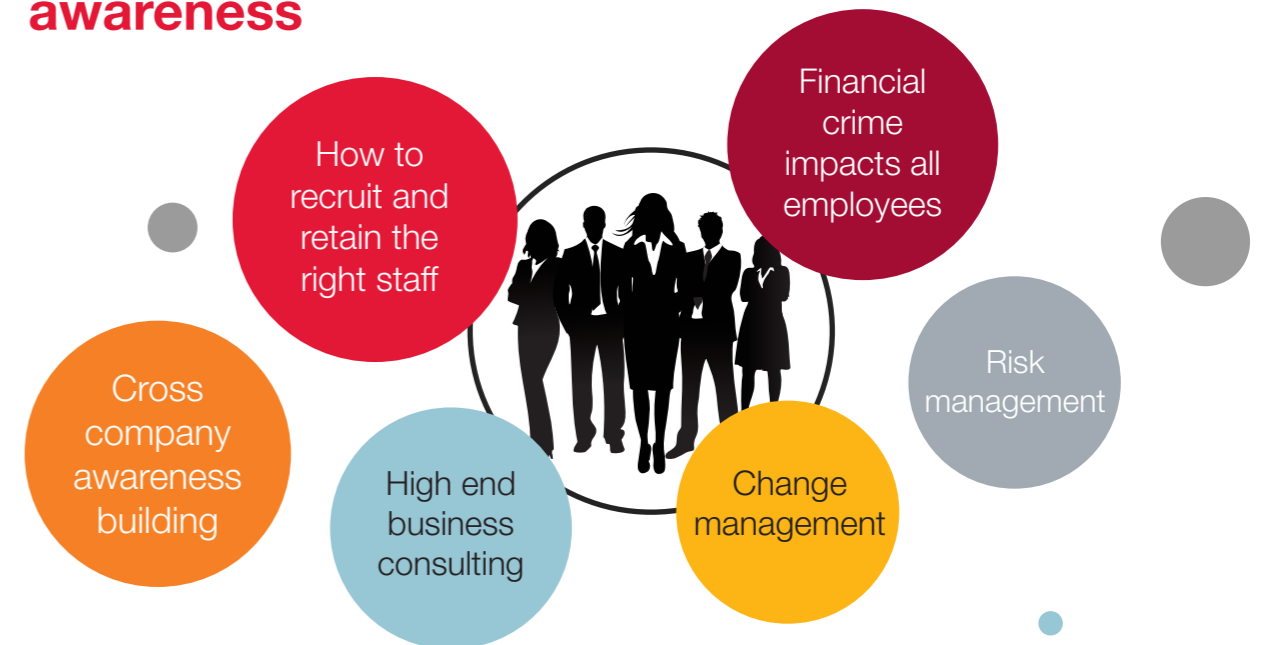 awareness
Financial
crime
impacts all
employees
How to
recruit and
retain the
right staff
Risk
management
Cross
company
awareness
building
High end
business
consulting
Change
management